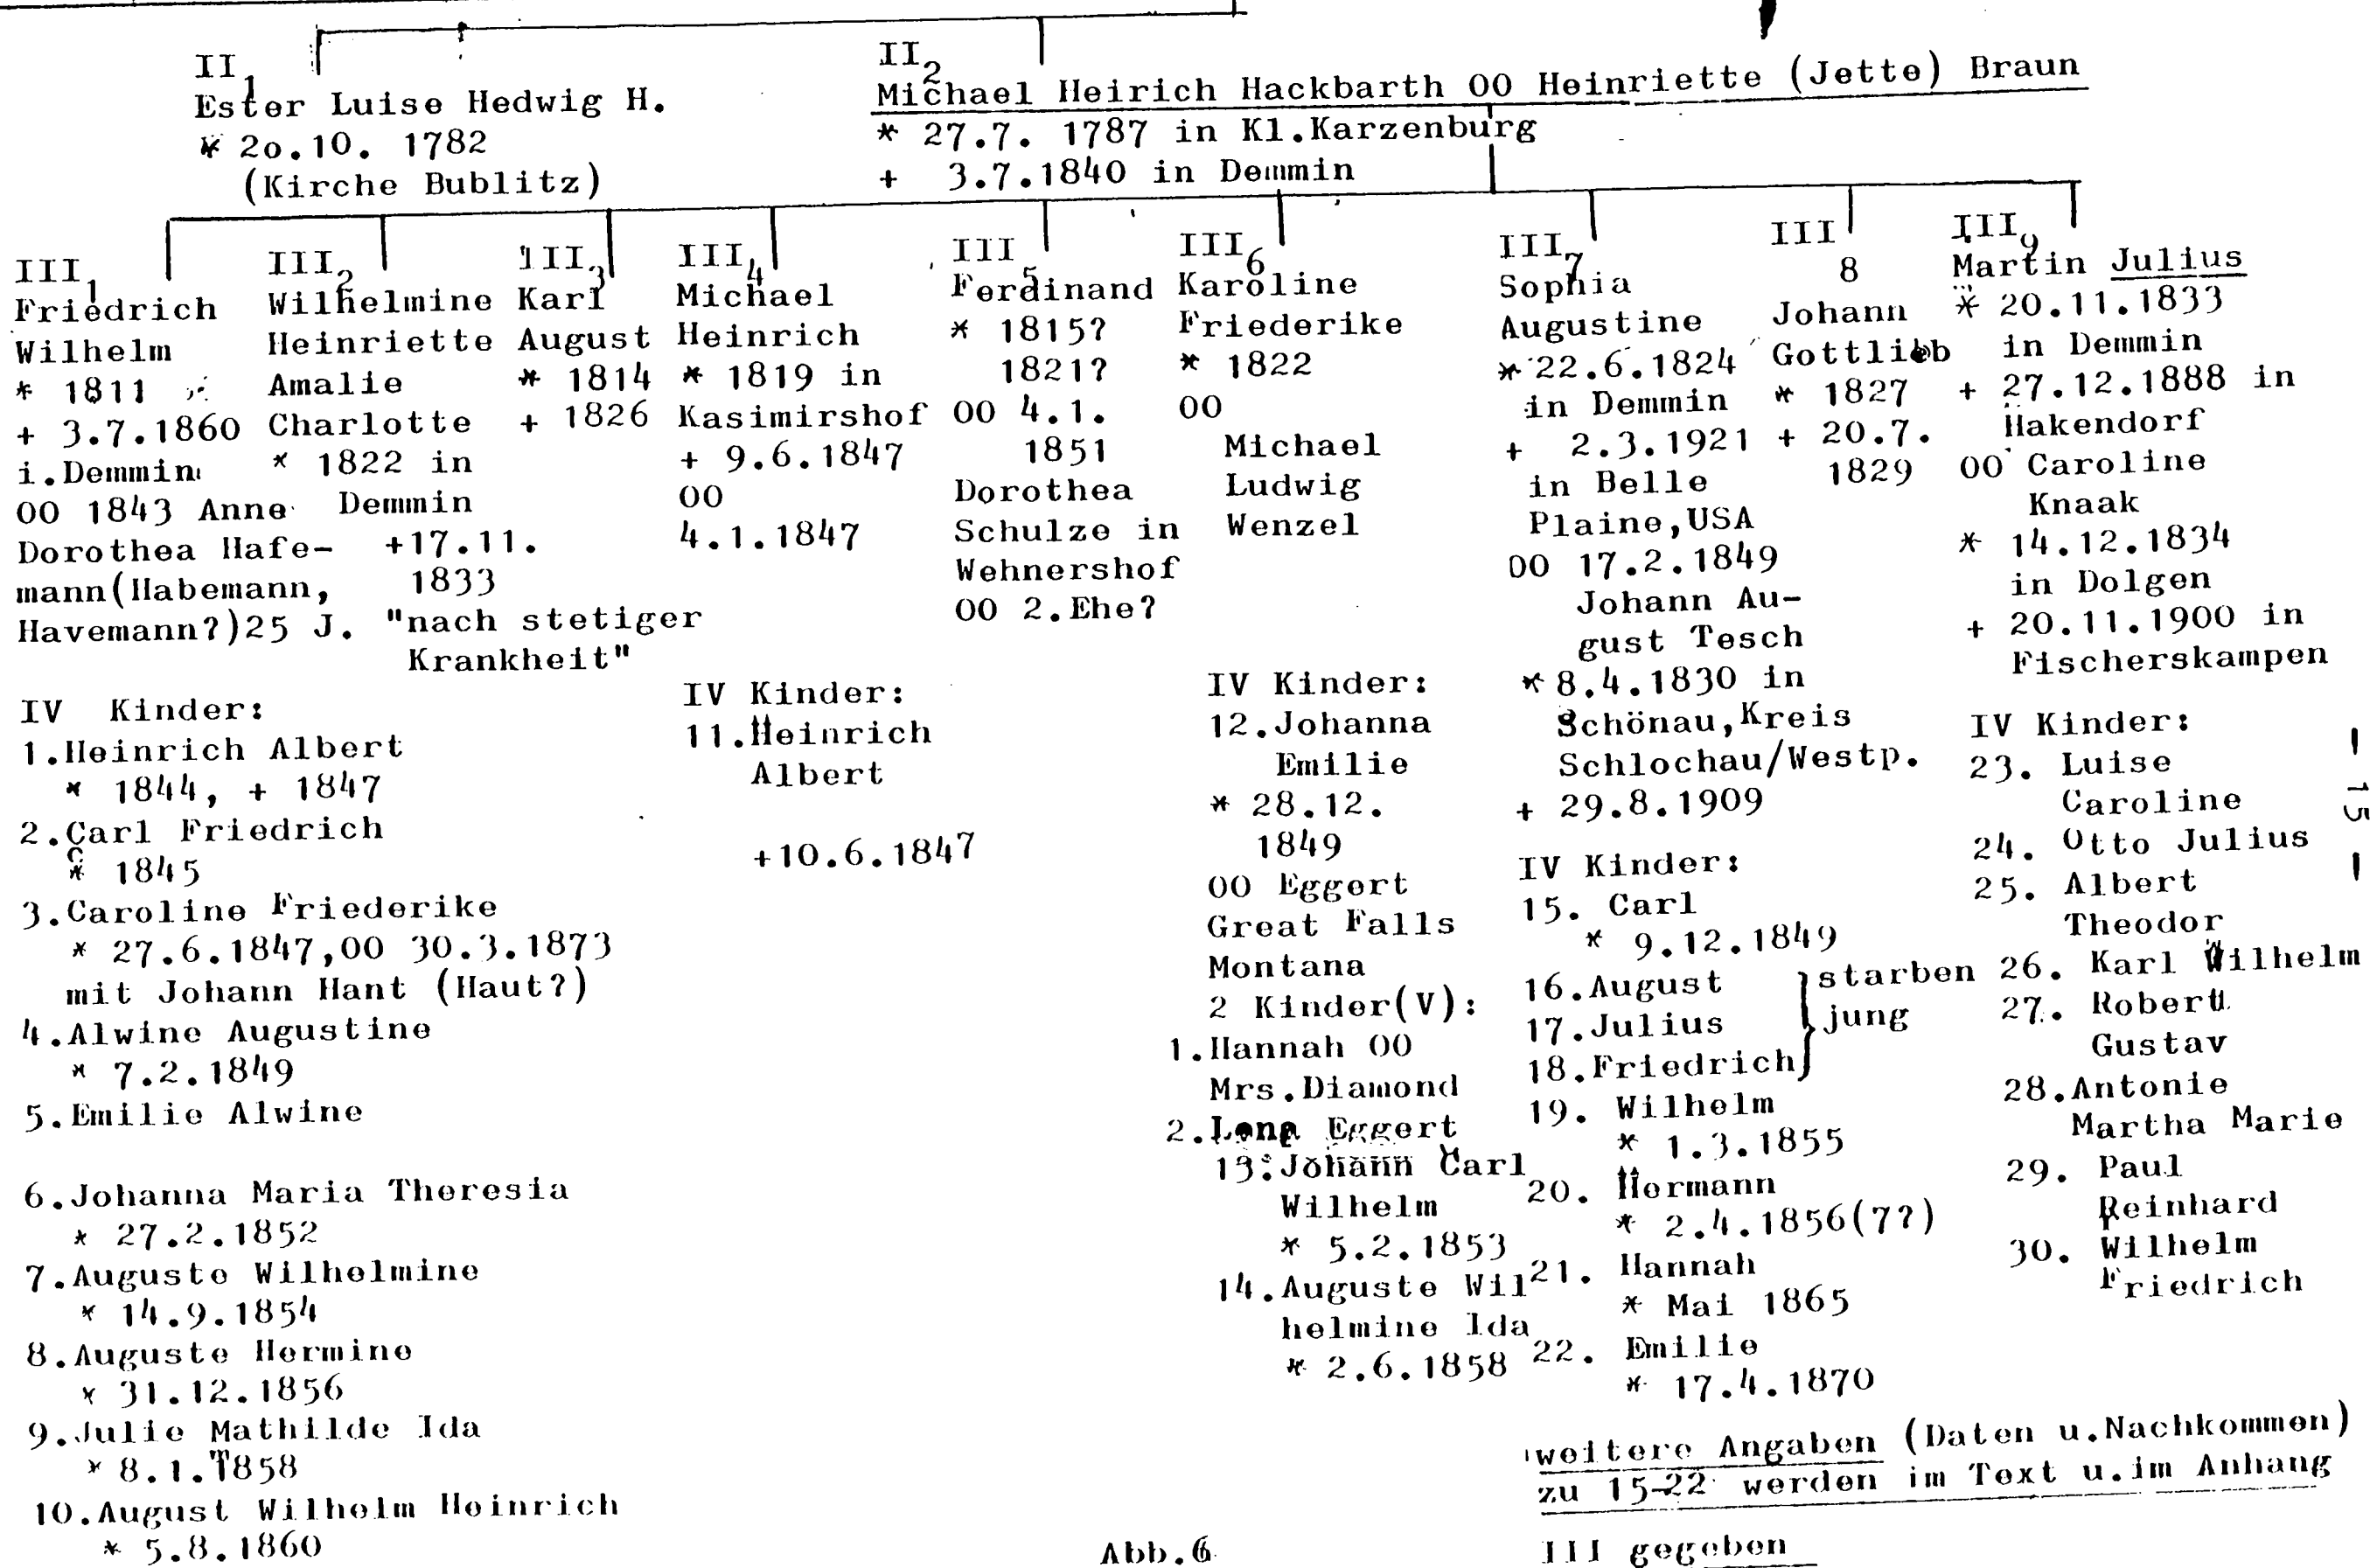 II1
Ester Luise Hedwig H.
* 2o.10. 1782
(Kirche Bublitz)
II2
Michael Heirich Hackbarth OO Heinriette (Jette) Braun
* 27.7. 1787 in Kl.Karzenburg
+ 3.7.1840 in Demmin
III1
Friedrich
Wilhelm
* 1811
+ 3.7.1860
i.Demmin
OO 1843 Anne
Dorothea Hafe-
mann(Habemann,
Havemann?)25 J.
IV Kinder:
1.Heinrich Albert
* 1844, + 1847
2.Carl Friedrich
* 1845
3.Caroline Friederike
* 27.6.1847,OO 30.3.1873
mit Johann Hant (Haut?)
4.Alwine Augustine
* 7.2.1849
5.Emilie Alwine
6.Johanna Maria Theresia
* 27.2.1852
7.Auguste Wilhelmine
* 14.9.1854
8.Auguste Hermine
* 31.12.1856
9.Julie Mathilde Ida
* 8.1.1858
10.August Wilhelm Heinrich
* 5.8.1860
III2
Wilhelmine
Heinriette
Amalie
Charlotte
* 1822 in
Demmin
+17.11.
1833
"nach stetiger
Krankheit"
III3
Karl
August
* 1814
+ 1826
III4
Michael
Heinrich
* 1819 in
Kasimirshof
+ 9.6.1847
OO
4.1.1847
IV Kinder:
11.Heinrich
Albert
+10.6.1847
III5
Ferdinand
* 1815?
1821?
OO 4.1.
1851
Dorothea
Schulze in
Wehnershof
OO 2.Ehe?
III6
Karoline
Friederike
* 1822
OO
Michael
Ludwig
Wenzel
IV Kinder:
12.Johanna
Emilie
* 28.12.
1849
OO Eggert
Great Falls
Montana
2 Kinder(V):
1.Hannah OO
Mrs.Diamond
2.Lena Eggert
13.Johann Carl
Wilhelm
* 5.2.1853
14.Auguste Wil
helmine Ida
* 2.6.1858
III7
Sophia
Augustine
* 22.6.1824
in Demmin
+ 2.3.1921
in Belle
Plaine,USA
OO 17.2.1849
Johann Au-
gust Tesch
* 8.4.1830 in
Schönau,Kreis
Schlochau/Westp.
+ 29.8.1909
IV Kinder:
15. Carl
* 9.12.1849
16.August
17.Julius
18.Friedrich
starben
jung
19. Wilhelm
* 1.3.1855
20. Hermann
* 2.4.1856(7?)
21. Hannah
* Mai 1865
22. Emilie
* 17.4.1870
III
8
Johann
Gottlieb
* 1827
+ 20.7.
1829
III9
Martin Julius
* 20.11.1833
in Demmin
+ 27.12.1888 in
Hakendorf
OO Caroline
Knaak
* 14.12.1834
in Dolgen
+ 20.11.1900 in
Fischerskampen
IV Kinder:
23. Luise
Caroline
24. Otto Julius
25. Albert
Theodor
26. Karl Wilhelm
27. Robert
Gustav
28.Antonie
Martha Marie
29. Paul
Reinhard
30. Wilhelm
Friedrich
weitere Angaben (Daten u.Nachkommen)
zu 15-22 werden im Text u.im Anhang
III gegeben
Abb.6
- 15 -